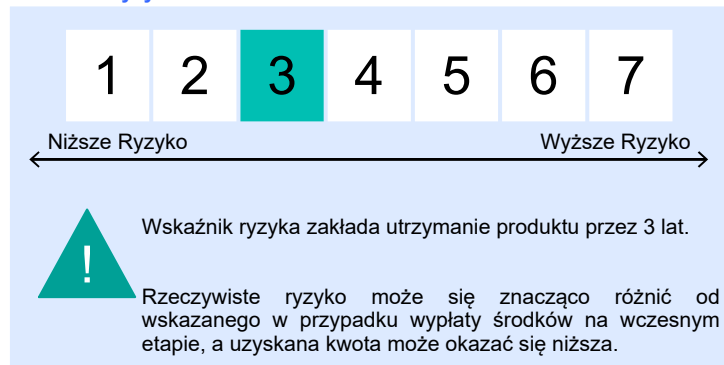 1 2 3 4 5 6 7
Niższe Ryzyko Wyższe Ryzyko
Wskaźnik ryzyka zakłada utrzymanie produktu przez 3 lat.
!
Rzeczywiste ryzyko może się znacząco różnić od
wskazanego w przypadku wypłaty środków na wczesnym
etapie, a uzyskana kwota może okazać się niższa.